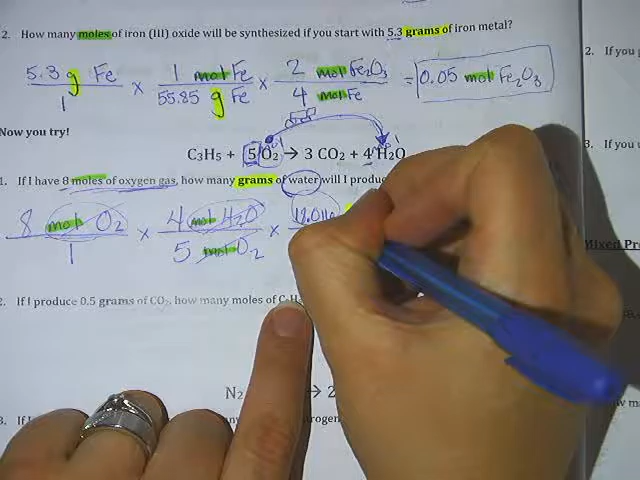 2. How many moles of iron (III) oxide will be synthesized if you start with 5.3 grams of iron metal?
5.3 g Fe / 1 × 1 mol Fe / 55.85 g Fe × 2 mol Fe₂O₃ / 4 mol Fe = 0.05 mol Fe₂O₃
2. If you
Now you try!
C₃H₅ + 5 O₂ → 3 CO₂ + 4 H₂O
3. If you
1. If I have 8 moles of oxygen gas, how many grams of water will I produ
8 mol O₂ / 1 × 4 mol H₂O / 5 mol O₂ ×
Mixed Pr
2. If I produce 0.5 grams of CO₂, how many moles of C₃H₅
N₂ → 2
3. If I